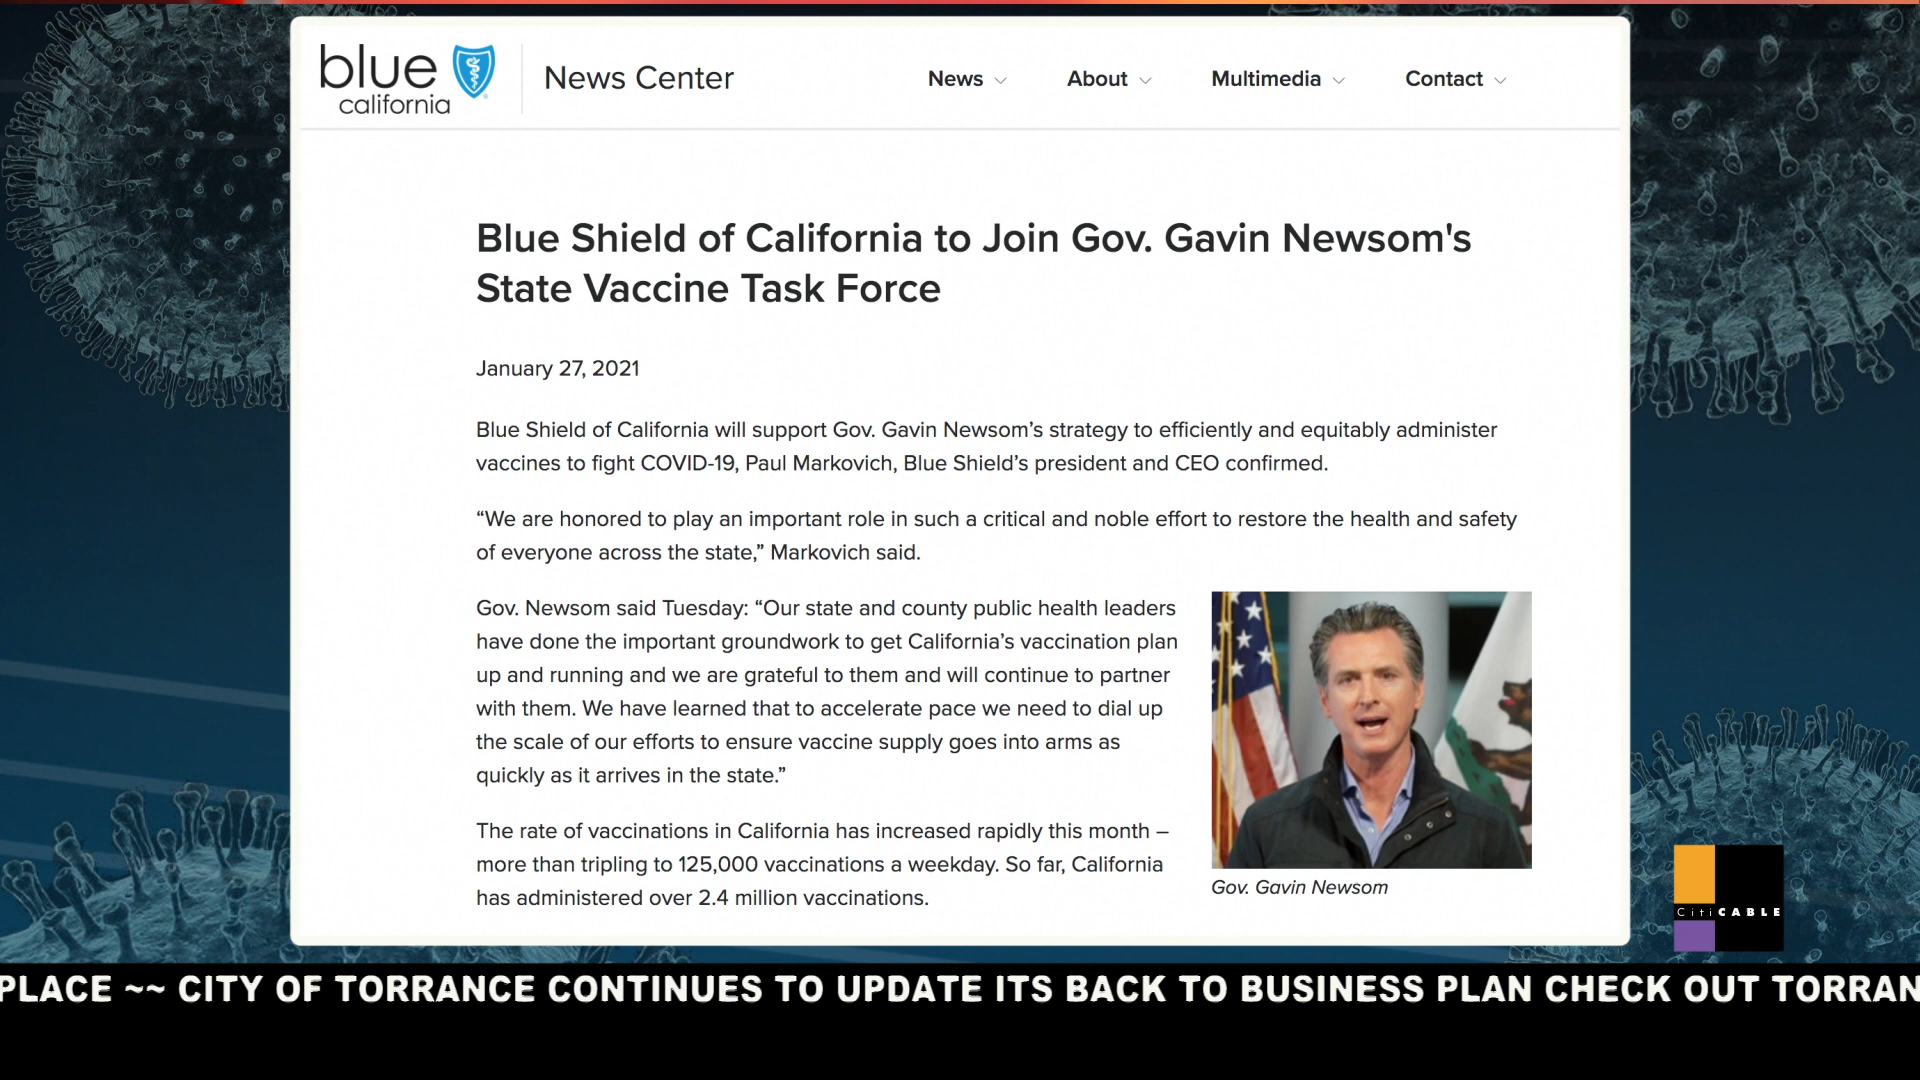 blue
california
News Center
News
About
Multimedia
Contact
Blue Shield of California to Join Gov. Gavin Newsom's
State Vaccine Task Force
January 27, 2021
Blue Shield of California will support Gov. Gavin Newsom’s strategy to efficiently and equitably administer
vaccines to fight COVID-19, Paul Markovich, Blue Shield’s president and CEO confirmed.
“We are honored to play an important role in such a critical and noble effort to restore the health and safety
of everyone across the state,” Markovich said.
Gov. Newsom said Tuesday: “Our state and county public health leaders
have done the important groundwork to get California’s vaccination plan
up and running and we are grateful to them and will continue to partner
with them. We have learned that to accelerate pace we need to dial up
the scale of our efforts to ensure vaccine supply goes into arms as
quickly as it arrives in the state.”
The rate of vaccinations in California has increased rapidly this month –
more than tripling to 125,000 vaccinations a weekday. So far, California
has administered over 2.4 million vaccinations.
Gov. Gavin Newsom
CitiCABLE
PLACE ~~ CITY OF TORRANCE CONTINUES TO UPDATE ITS BACK TO BUSINESS PLAN CHECK OUT TORRAN